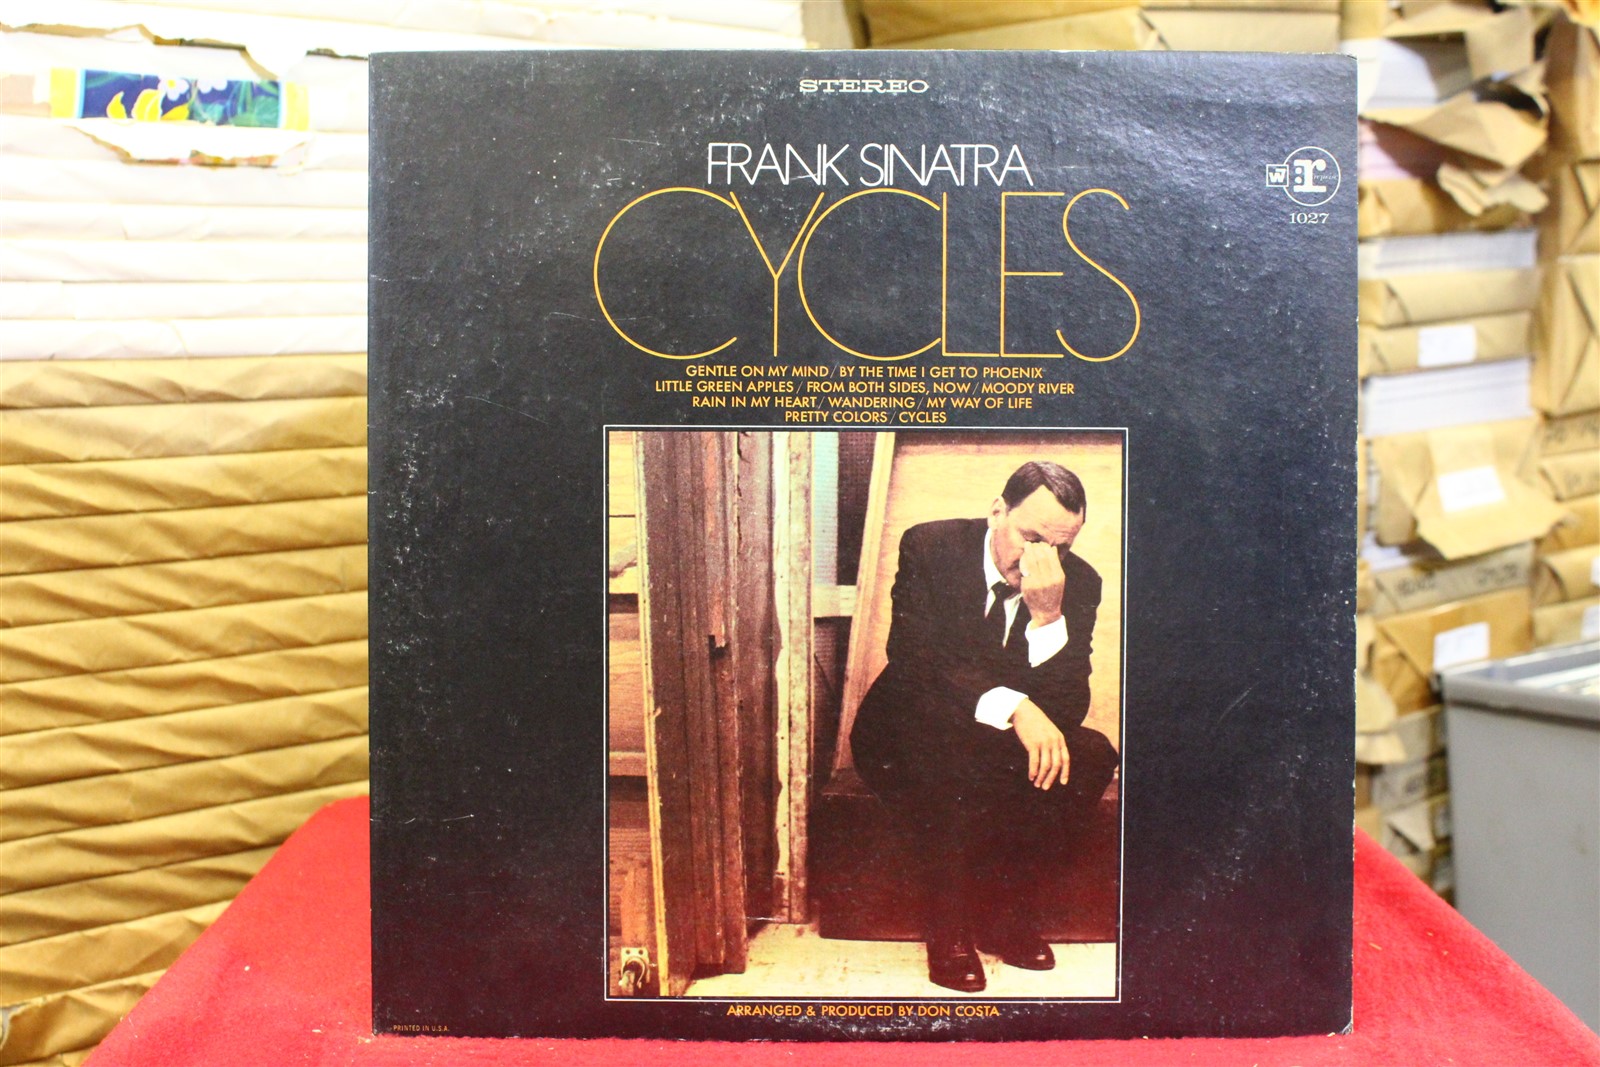 STEREO
FRANK SINATRA
CYCLES
W r
1027
GENTLE ON MY MIND / BY THE TIME I GET TO PHOENIX
LITTLE GREEN APPLES / FROM BOTH SIDES, NOW / MOODY RIVER
RAIN IN MY HEART / WANDERING / MY WAY OF LIFE
PRETTY COLORS / CYCLES
ARRANGED & PRODUCED BY DON COSTA
PRINTED IN U.S.A.